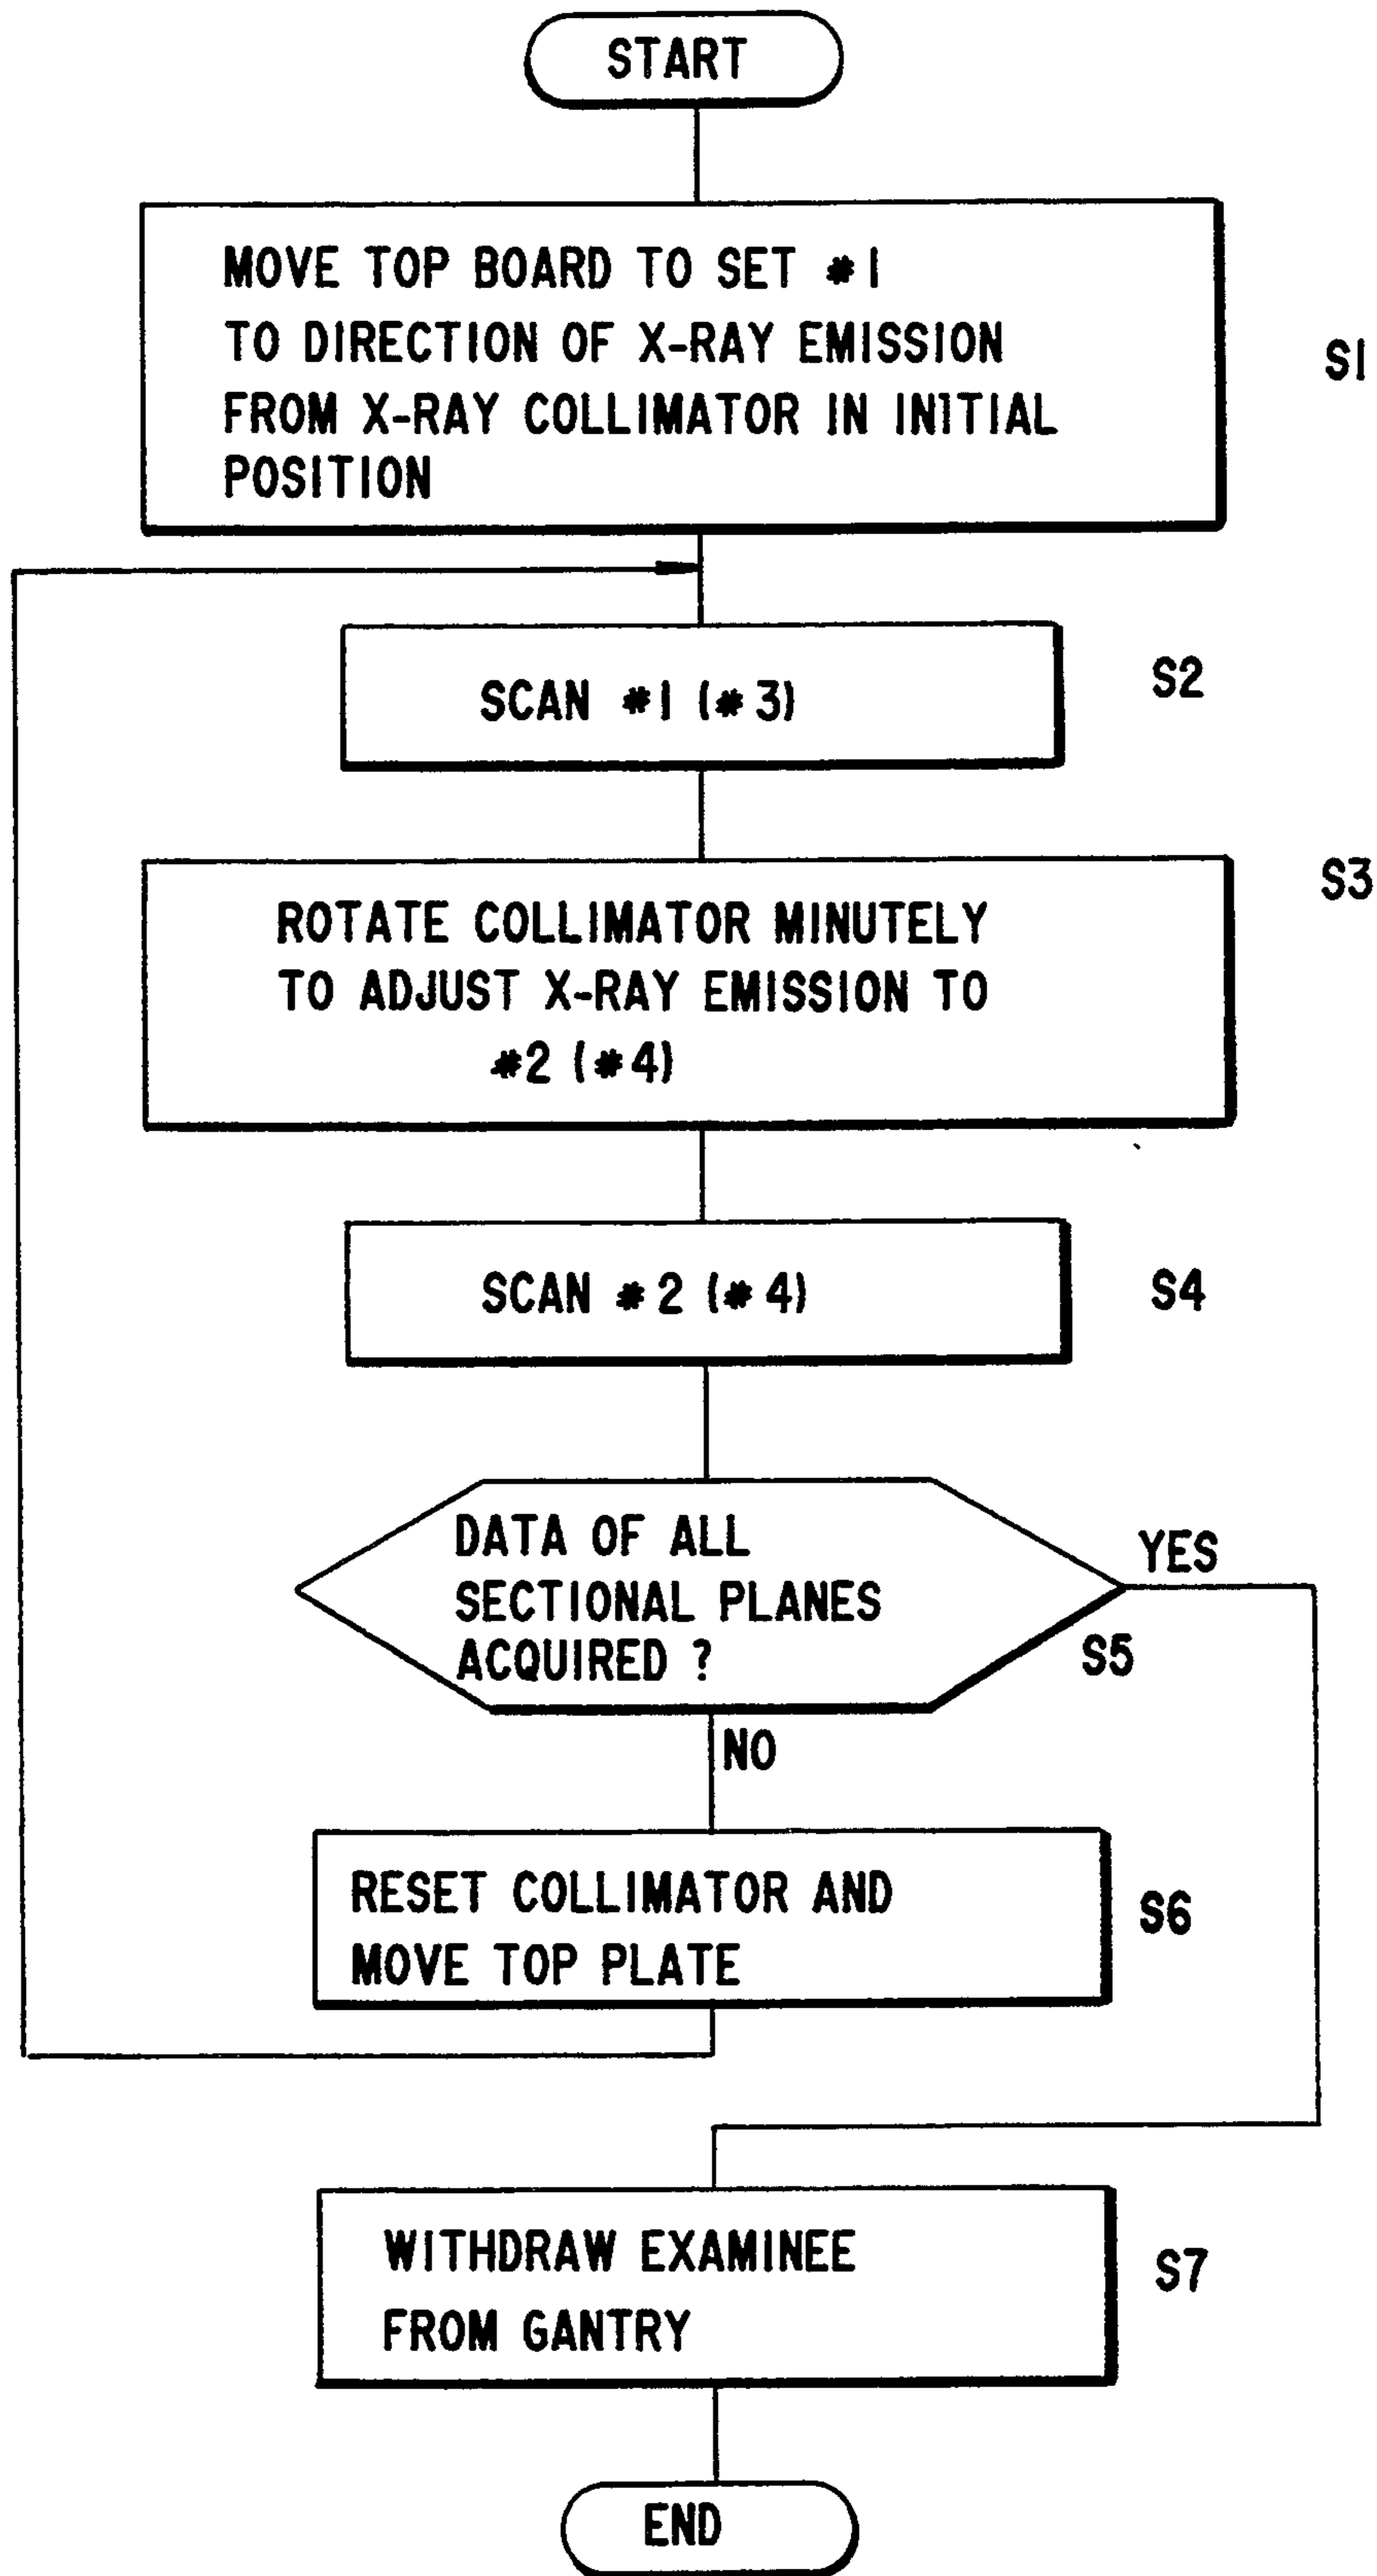 START
MOVE TOP BOARD TO SET #1
TO DIRECTION OF X-RAY EMISSION
FROM X-RAY COLLIMATOR IN INITIAL
POSITION
S1
SCAN #1 (#3)
S2
ROTATE COLLIMATOR MINUTELY
TO ADJUST X-RAY EMISSION TO
#2 (#4)
S3
SCAN #2 (#4)
S4
DATA OF ALL
SECTIONAL PLANES
ACQUIRED ?
YES
S5
NO
RESET COLLIMATOR AND
MOVE TOP PLATE
S6
WITHDRAW EXAMINEE
FROM GANTRY
S7
END